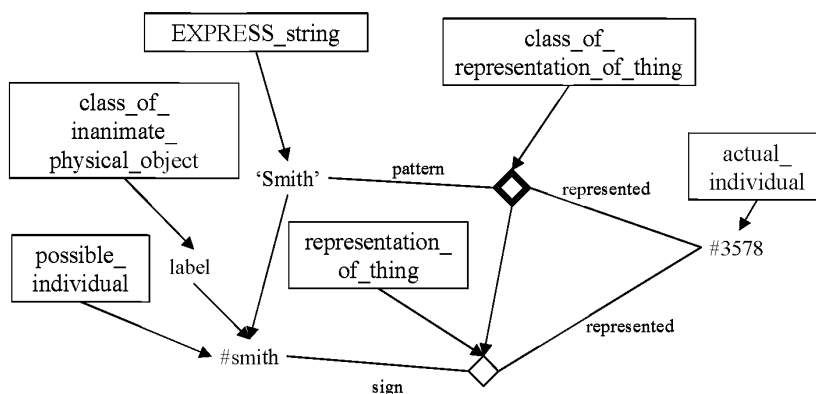 EXPRESS_string
class_of_
representation_of_thing
class_of_
inanimate_
physical_object
actual_
individual
‘Smith’
pattern
represented
representation_
of_thing
#3578
possible_
individual
label
represented
#smith
sign